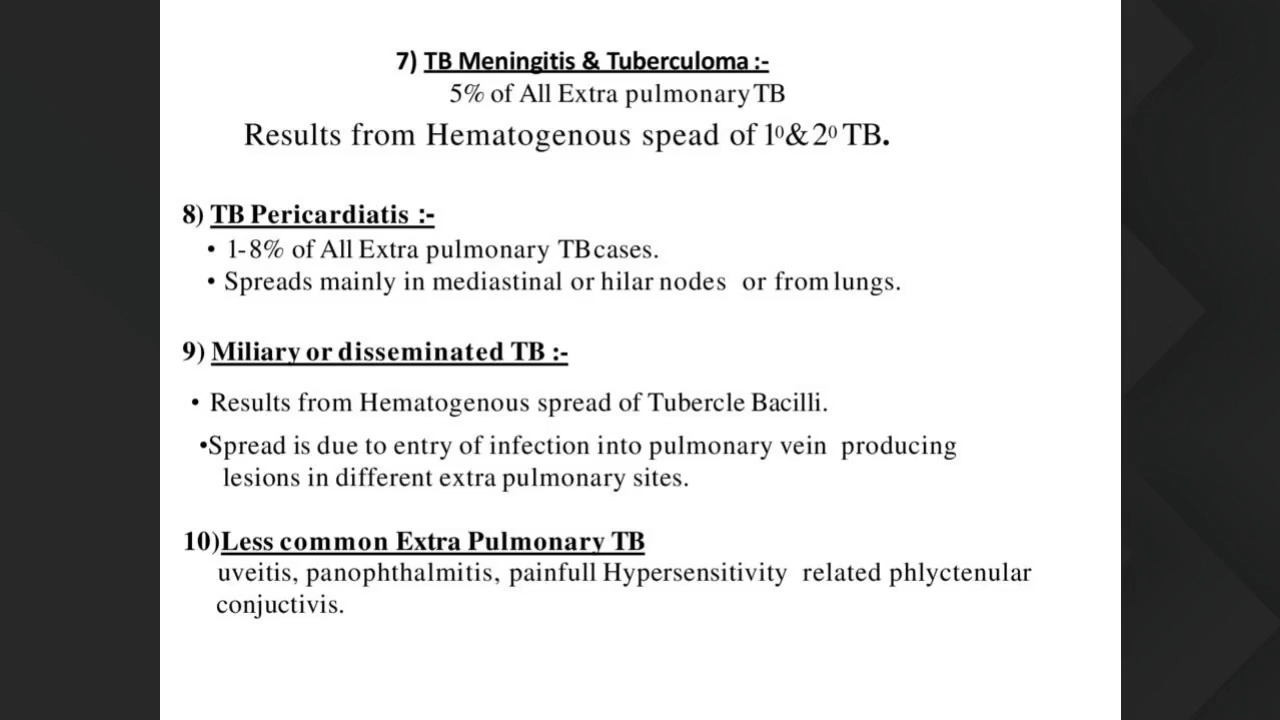 7) TB Meningitis & Tuberculoma :-
5% of All Extra pulmonary TB
Results from Hematogenous spead of 1⁰&2⁰ TB.
8) TB Pericardiatis :-
• 1-8% of All Extra pulmonary TB cases.
• Spreads mainly in mediastinal or hilar nodes or from lungs.
9) Miliary or disseminated TB :-
• Results from Hematogenous spread of Tubercle Bacilli.
•Spread is due to entry of infection into pulmonary vein producing
lesions in different extra pulmonary sites.
10)Less common Extra Pulmonary TB
uveitis, panophthalmitis, painfull Hypersensitivity related phlyctenular
conjuctivis.